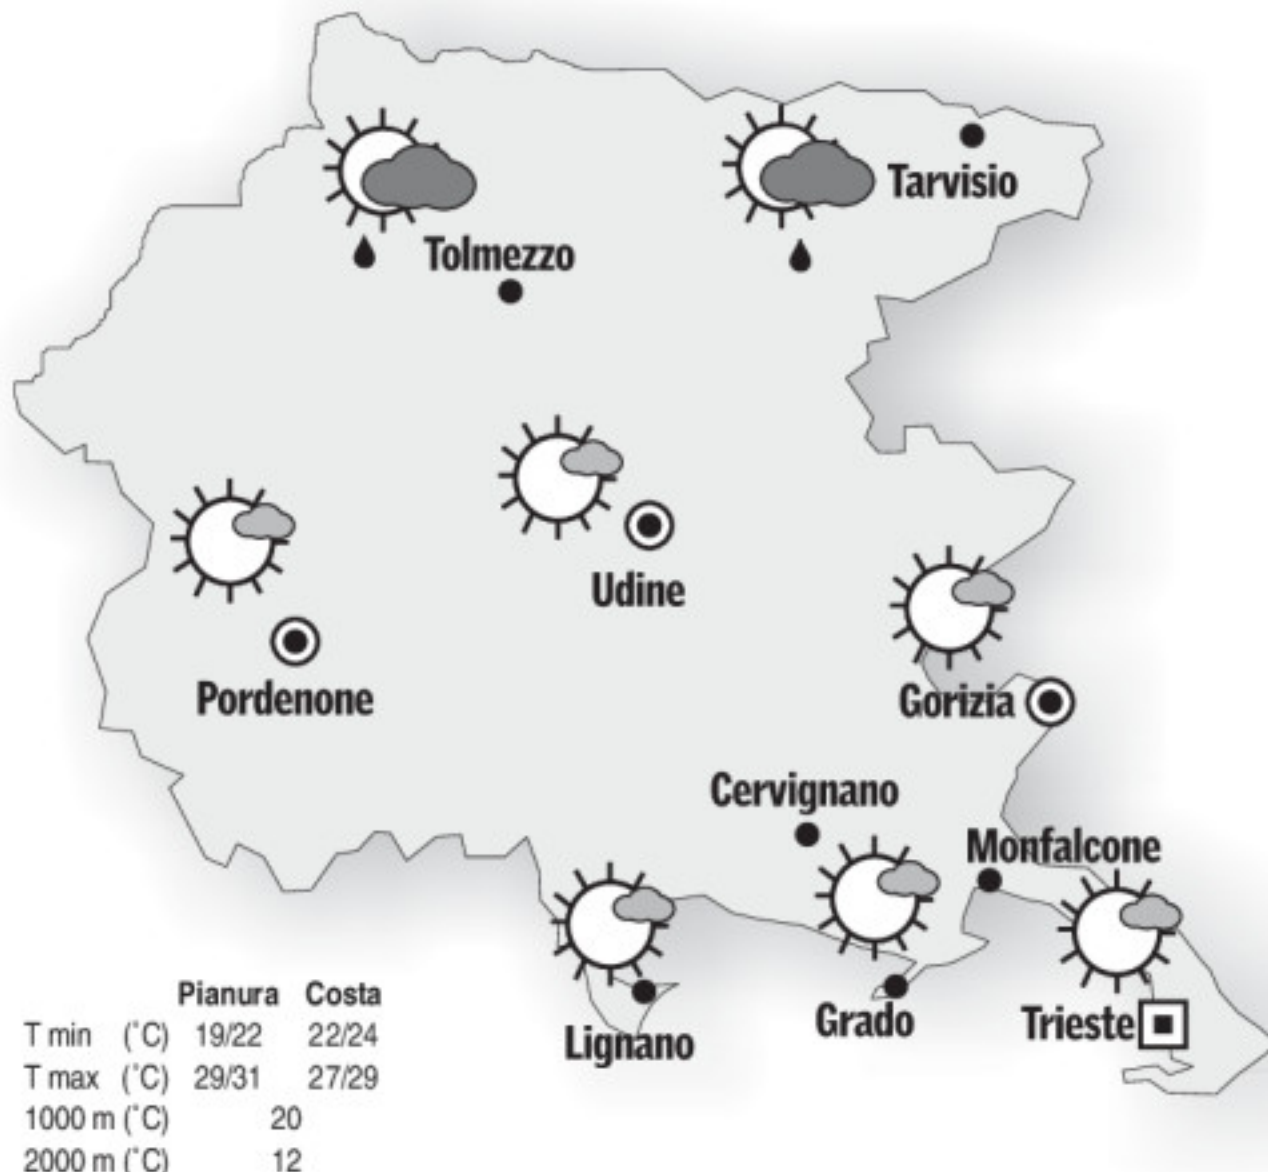 Tarvisio
Tolmezzo
Udine
Pordenone
Gorizia
Cervignano
Monfalcone
Grado
Trieste
Lignano
Pianura Costa
T min (°C) 19/22 22/24
T max (°C) 29/31 27/29
1000 m (°C) 20
2000 m (°C) 12